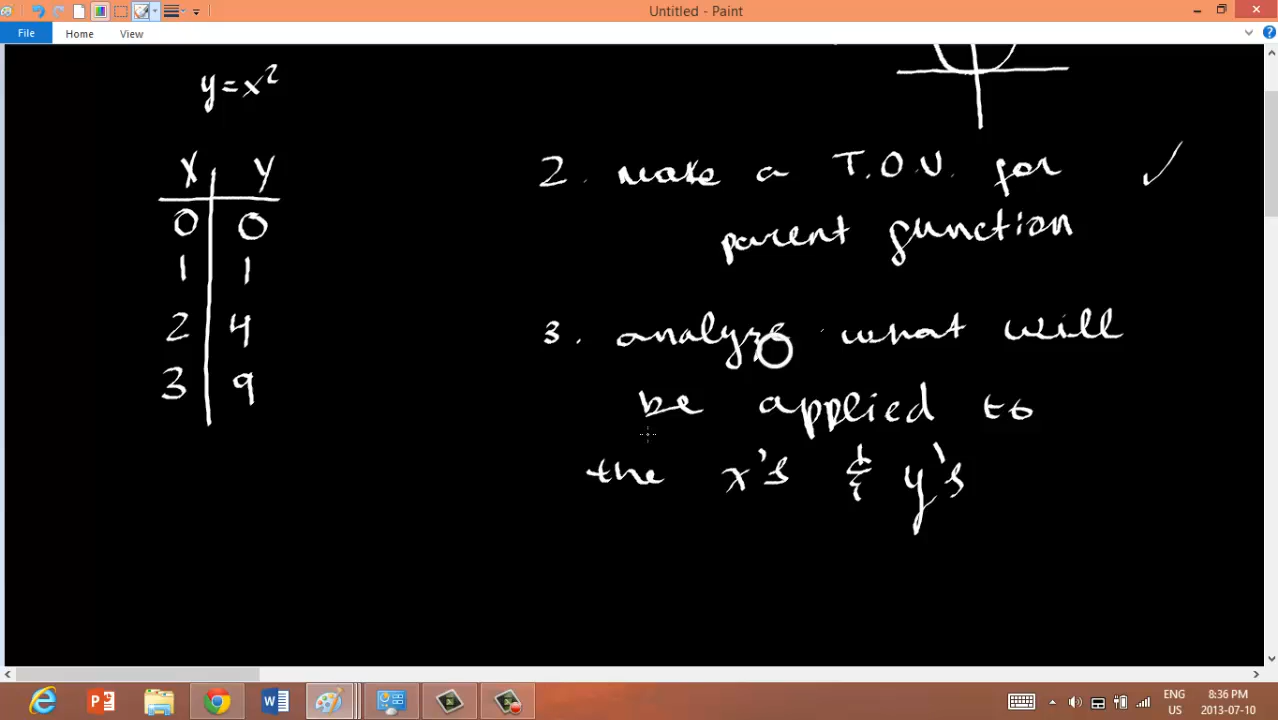 Untitled - Paint
File Home View
y=x²
X Y
0 0
1 1
2 4
3 9
2. make a T.O.V. for ✓
parent function
3. analyze what will
be applied to
the x's & y's
ENG 8:36 PM
US 2013-07-10